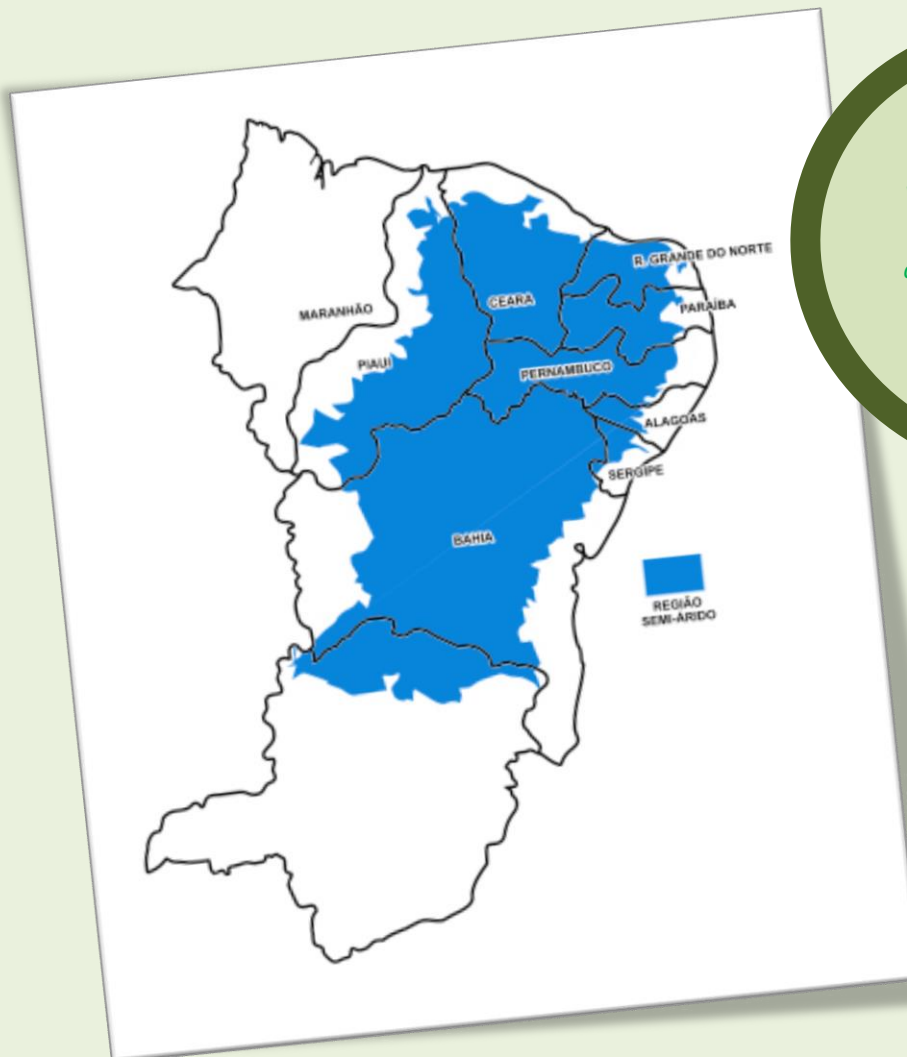 R. GRANDE DO NORTE
CEARÁ
PARAÍBA
MARANHÃO
PIAUÍ
PERNAMBUCO
ALAGOAS
SERGIPE
BAHIA
REGIÃO
SEMI-ÁRIDO